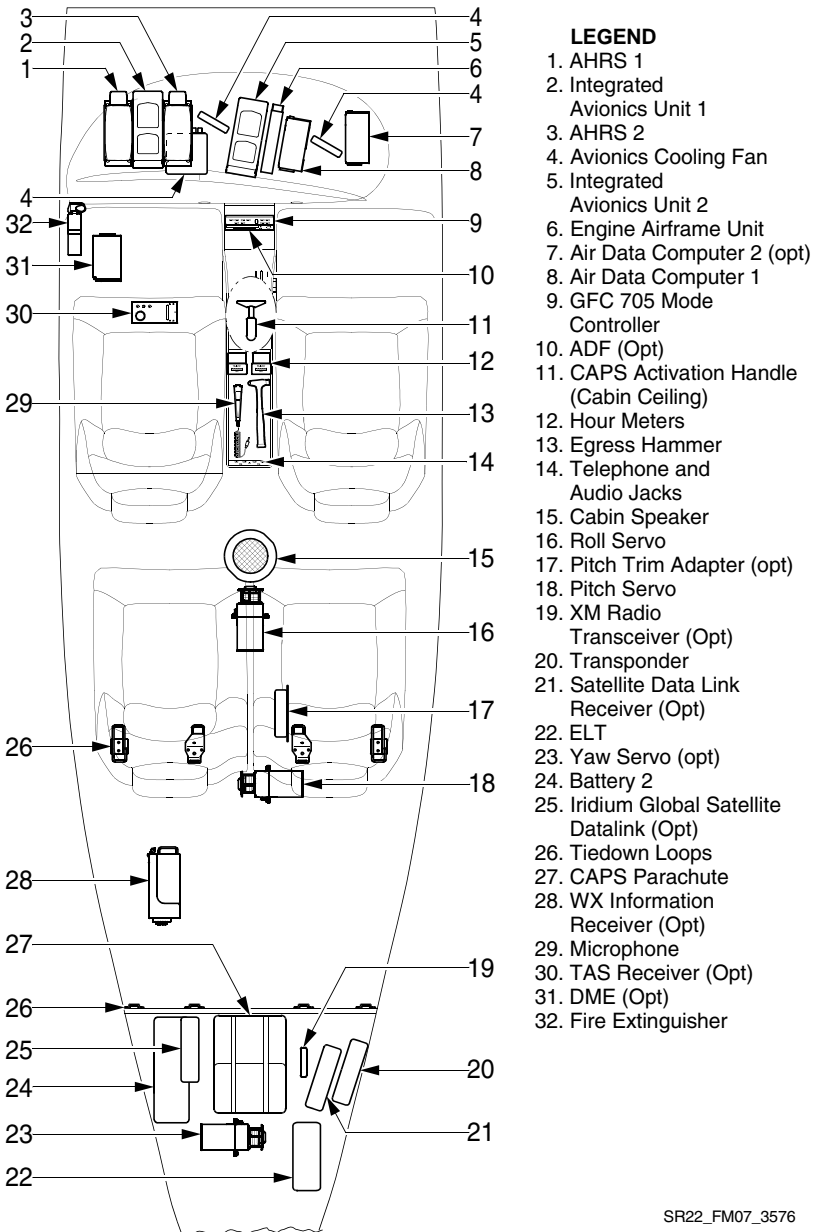 3
2
1
4
5
6
4
7
8
4
32
31
30
29
9
10
11
12
13
14
15
16
17
26
18
28
27
26
25
24
23
22
19
20
21
LEGEND
1. AHRS 1
2. Integrated
Avionics Unit 1
3. AHRS 2
4. Avionics Cooling Fan
5. Integrated
Avionics Unit 2
6. Engine Airframe Unit
7. Air Data Computer 2 (opt)
8. Air Data Computer 1
9. GFC 705 Mode
Controller
10. ADF (Opt)
11. CAPS Activation Handle
(Cabin Ceiling)
12. Hour Meters
13. Egress Hammer
14. Telephone and
Audio Jacks
15. Cabin Speaker
16. Roll Servo
17. Pitch Trim Adapter (opt)
18. Pitch Servo
19. XM Radio
Transceiver (Opt)
20. Transponder
21. Satellite Data Link
Receiver (Opt)
22. ELT
23. Yaw Servo (opt)
24. Battery 2
25. Iridium Global Satellite
Datalink (Opt)
26. Tiedown Loops
27. CAPS Parachute
28. WX Information
Receiver (Opt)
29. Microphone
30. TAS Receiver (Opt)
31. DME (Opt)
32. Fire Extinguisher
SR22_FM07_3576